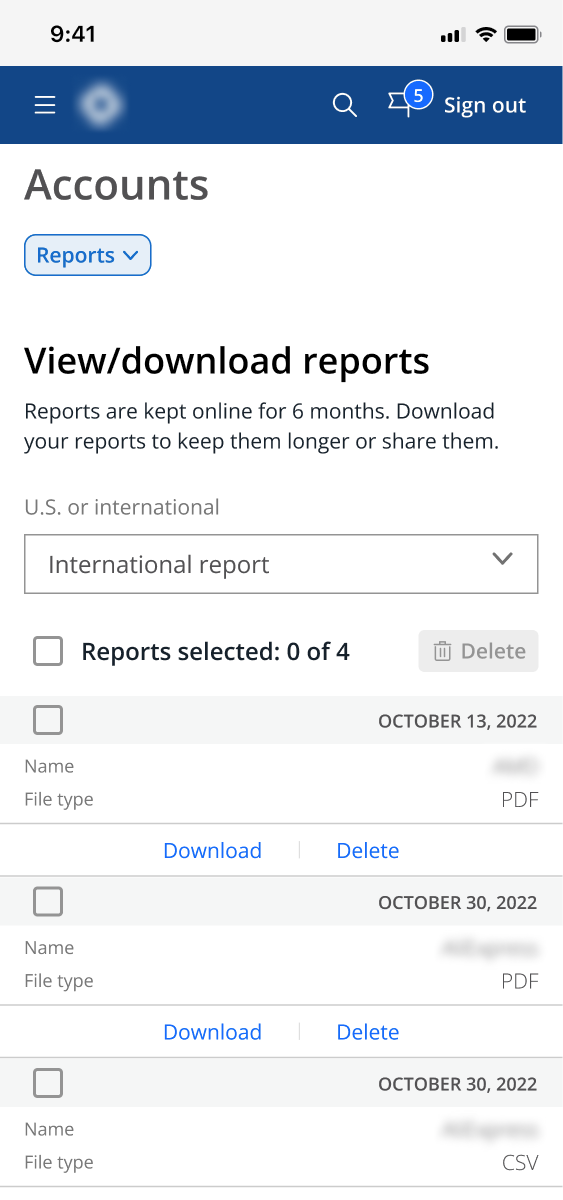 9:41
5
Sign out
Accounts
Reports
View/download reports
Reports are kept online for 6 months. Download
your reports to keep them longer or share them.
U.S. or international
International report
Reports selected: 0 of 4
Delete
OCTOBER 13, 2022
Name
File type PDF
Download Delete
OCTOBER 30, 2022
Name
File type PDF
Download Delete
OCTOBER 30, 2022
Name
File type CSV